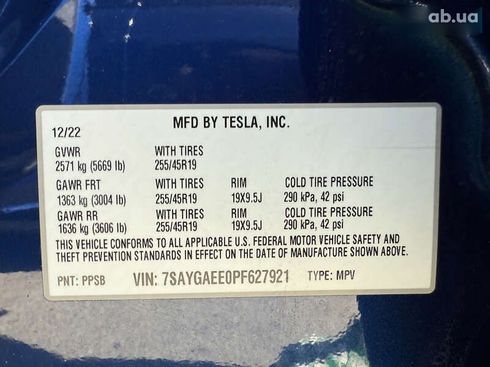 ab.ua
MFD BY TESLA, INC.
12/22
GVWR WITH TIRES
2571 kg (5669 lb) 255/45R19
GAWR FRT WITH TIRES RIM COLD TIRE PRESSURE
1363 kg (3004 lb) 255/45R19 19X9.5J 290 kPa, 42 psi
GAWR RR WITH TIRES RIM COLD TIRE PRESSURE
1636 kg (3606 lb) 255/45R19 19X9.5J 290 kPa, 42 psi
THIS VEHICLE CONFORMS TO ALL APPLICABLE U.S. FEDERAL MOTOR VEHICLE SAFETY AND
THEFT PREVENTION STANDARDS IN EFFECT ON THE DATE OF MANUFACTURE SHOWN ABOVE.
PNT: PPSB VIN: 7SAYGAEE0PF627921 TYPE: MPV